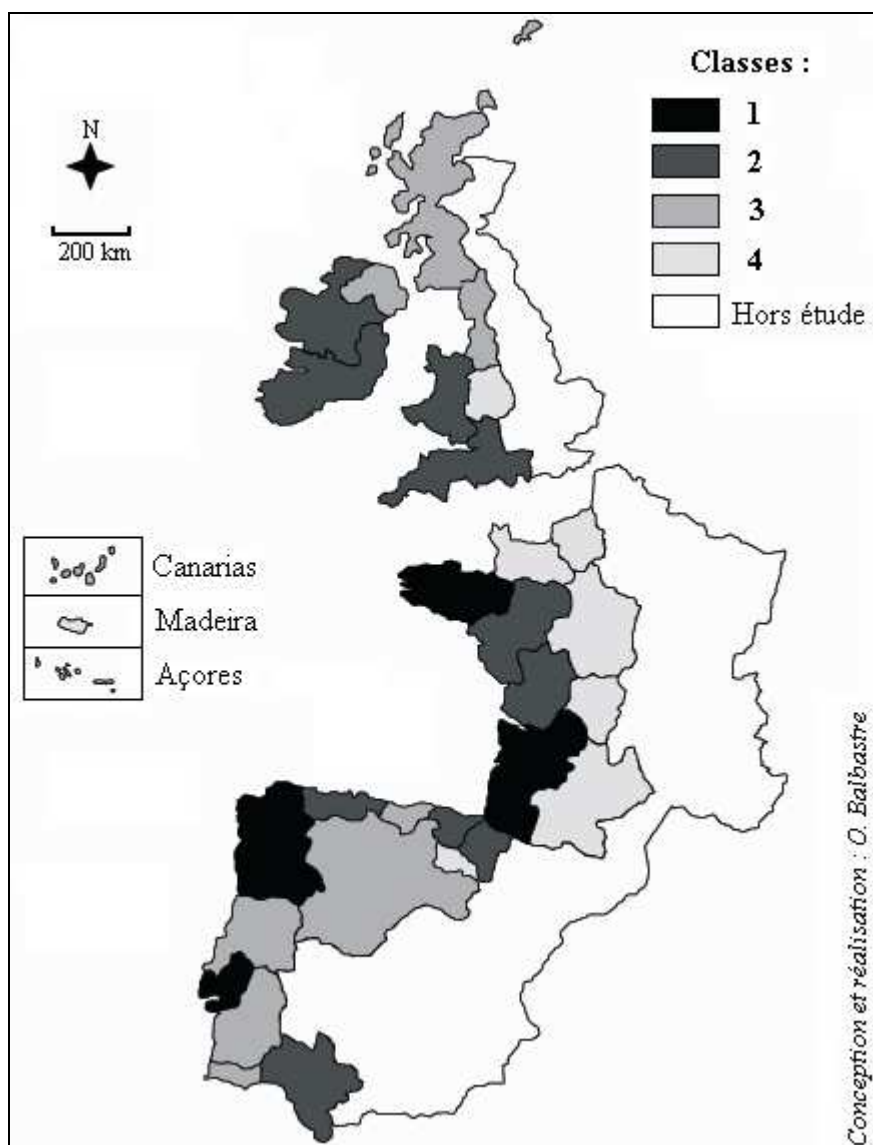 Classes :
1
2
3
4
Hors étude
N
200 km
Canarias
Madeira
Açores
Conception et réalisation : O. Balbastre